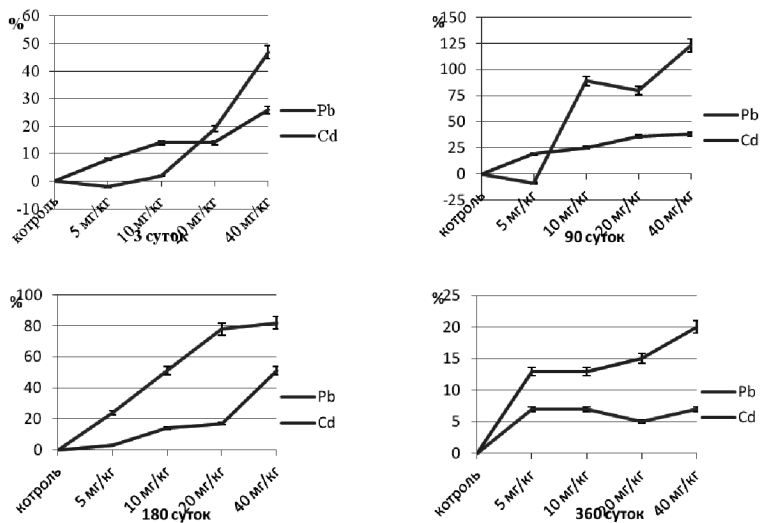 %
60
50
40
30
20
10
0
-10
котроль
5 мг/кг
10 мг/кг
20 мг/кг
40 мг/кг
3 суток
Pb
Cd
%
150
125
100
75
50
25
0
-25
котроль
5 мг/кг
10 мг/кг
20 мг/кг
40 мг/кг
90 суток
Pb
Cd
%
100
80
60
40
20
0
котроль
5 мг/кг
10 мг/кг
20 мг/кг
40 мг/кг
180 суток
Pb
Cd
%
25
20
15
10
5
0
котроль
5 мг/кг
10 мг/кг
20 мг/кг
40 мг/кг
360 суток
Pb
Cd